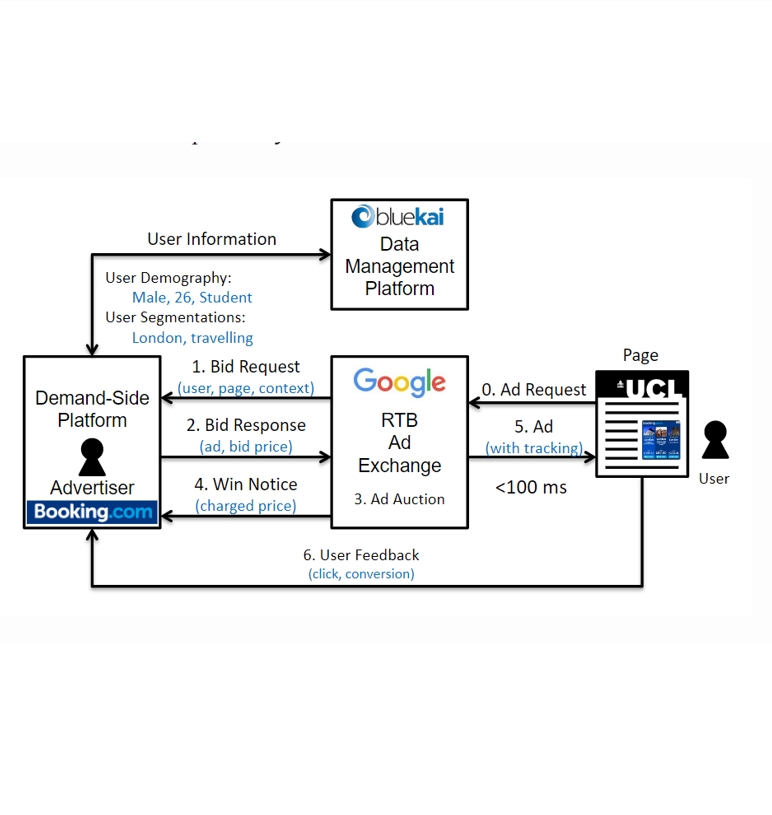 bluekai
Data
Management
Platform
User Information
User Demography:
Male, 26, Student
User Segmentations:
London, travelling
Demand-Side
Platform
Advertiser
Booking.com
1. Bid Request
(user, page, context)
2. Bid Response
(ad, bid price)
4. Win Notice
(charged price)
Google
RTB
Ad
Exchange
3. Ad Auction
0. Ad Request
5. Ad
(with tracking)
<100 ms
Page
UCL
User
6. User Feedback
(click, conversion)